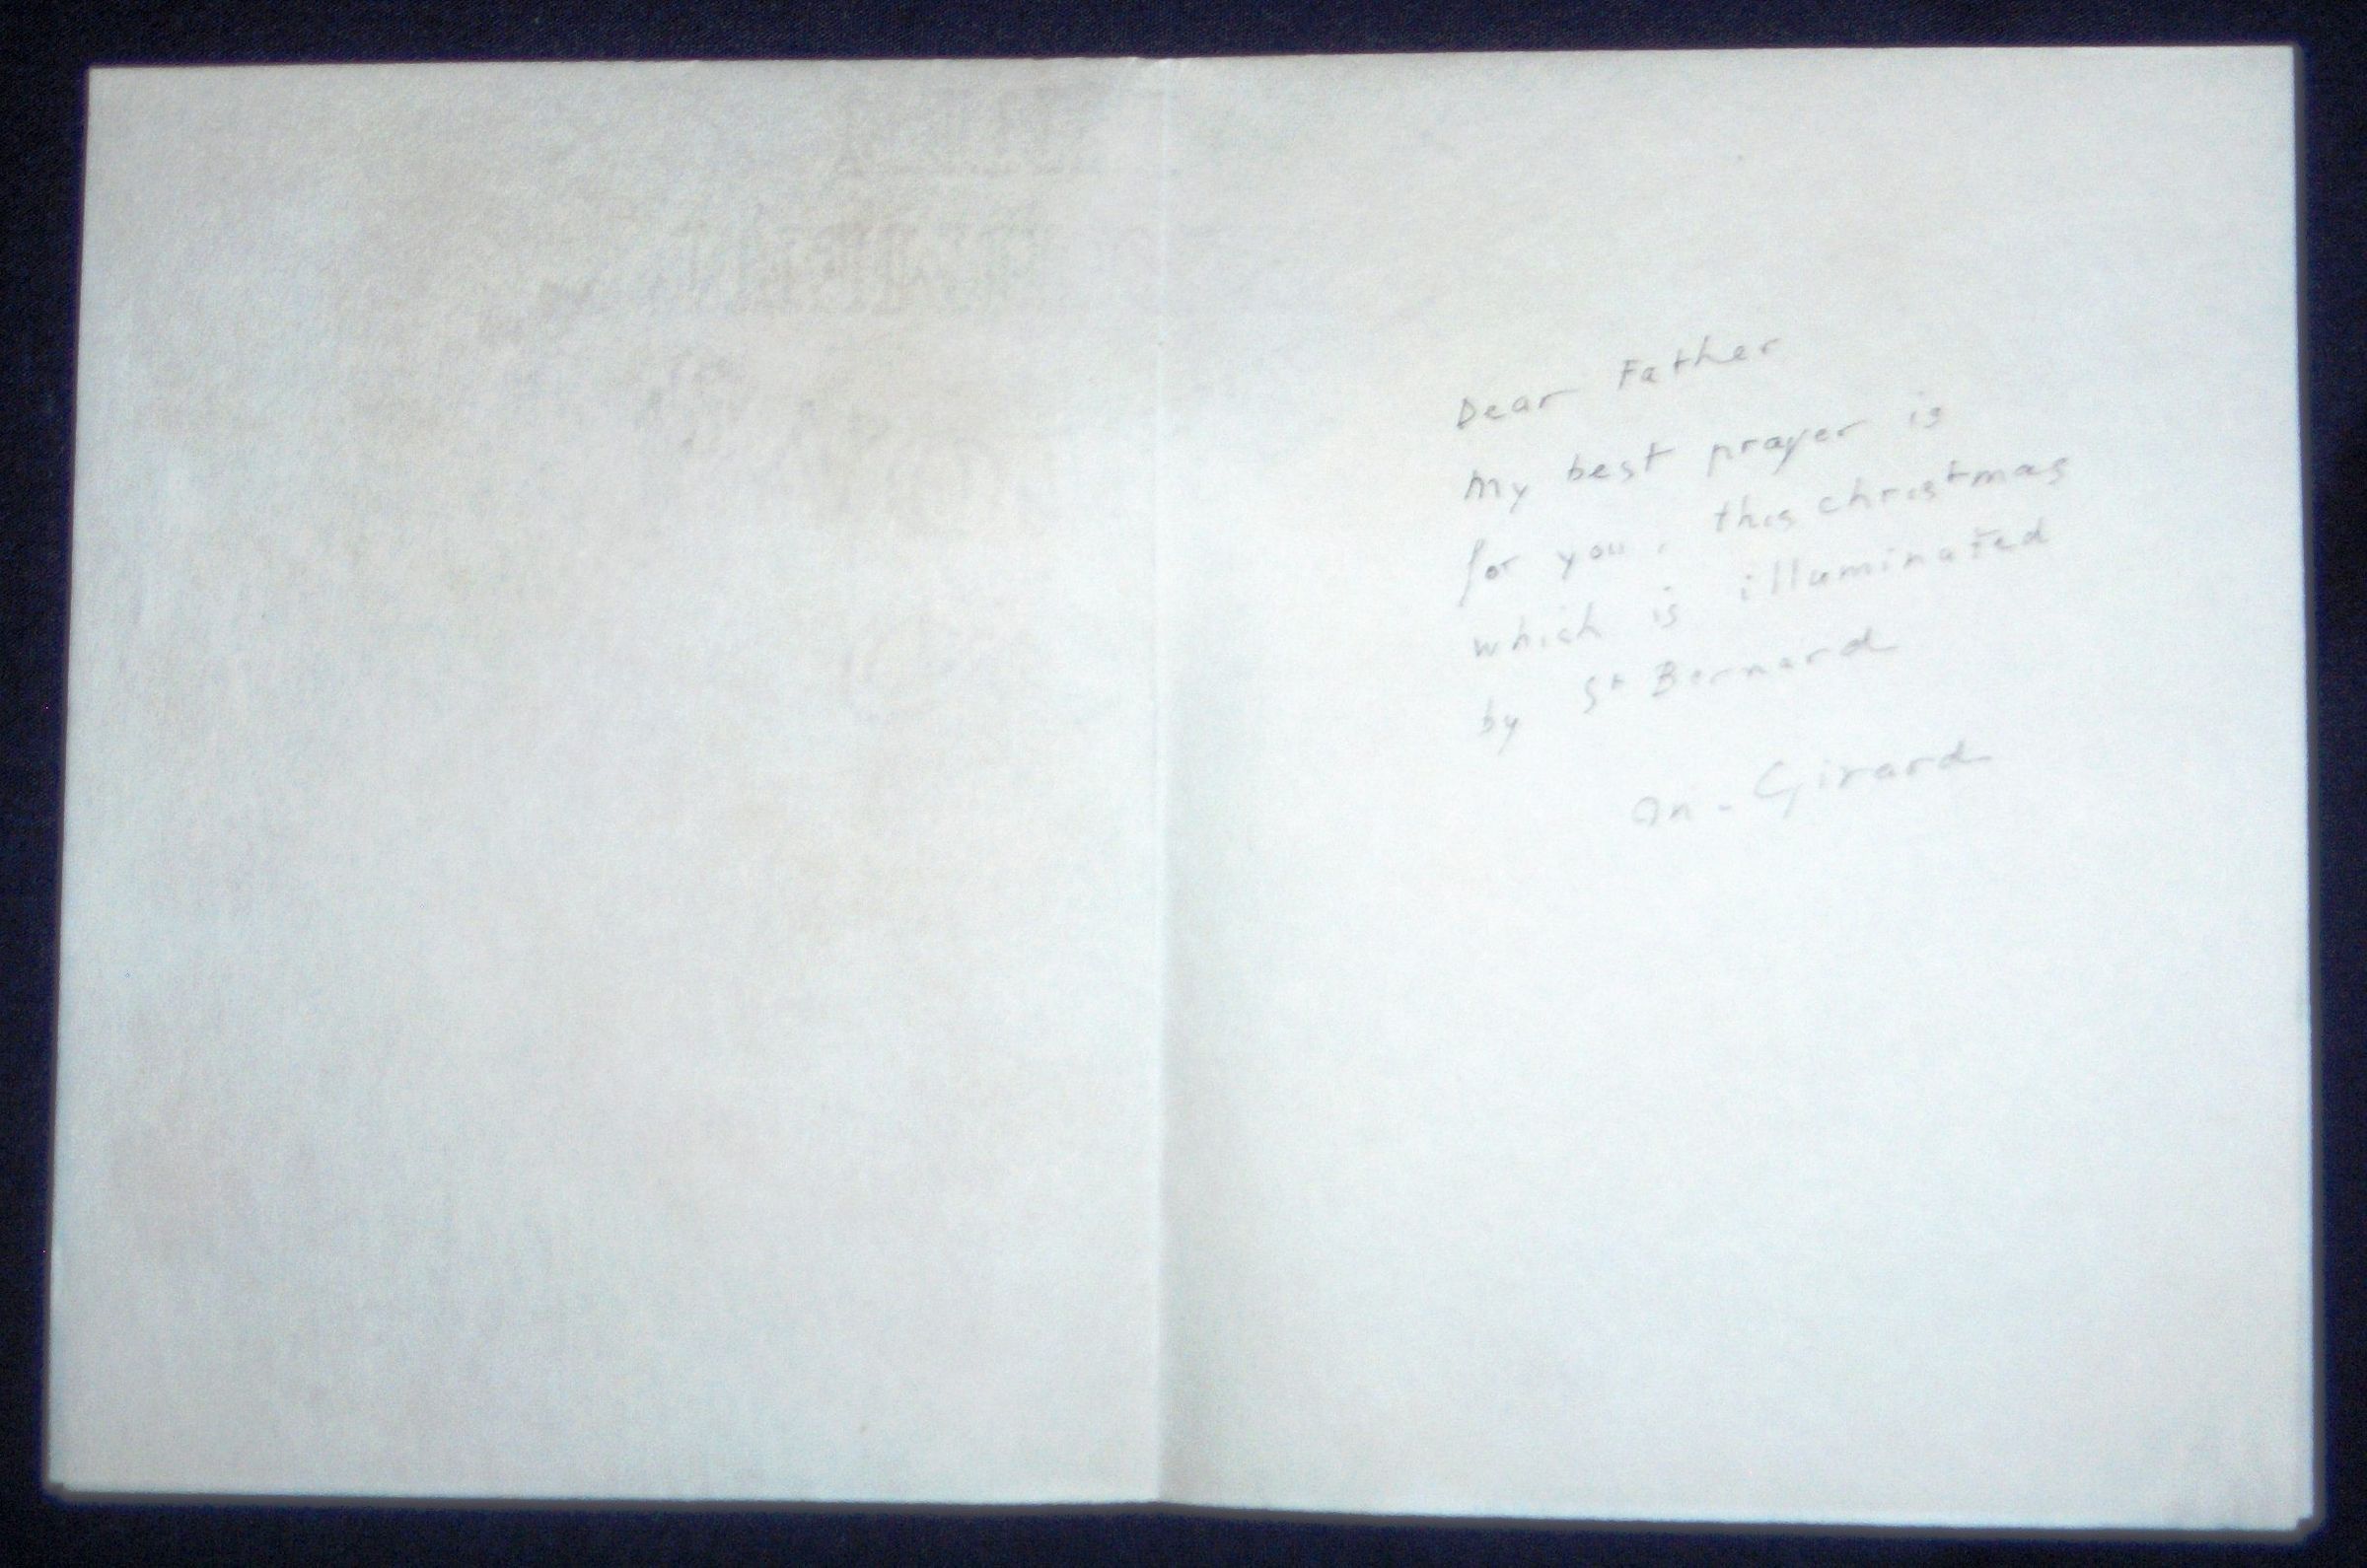 Dear Father
My best prayer is
for you, this christmas
which is illuminated
by St Bernard
an - Girard